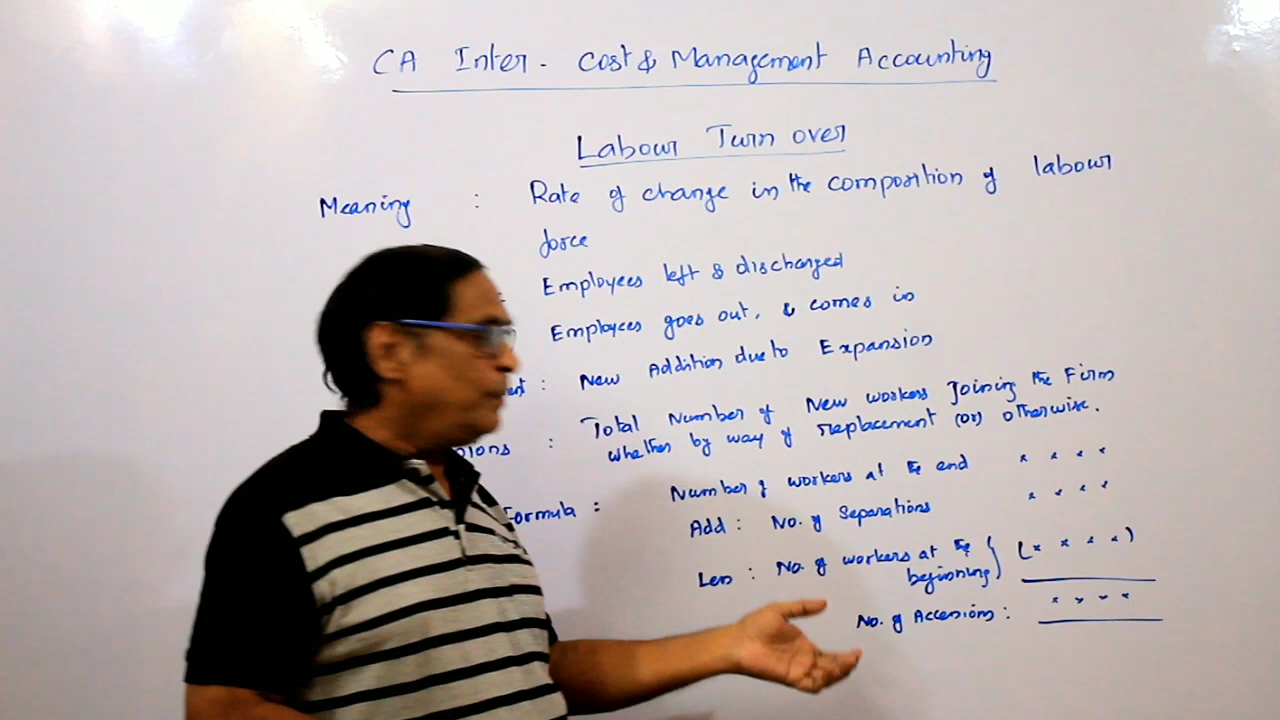 CA Inter - Cost & Management Accounting
Labour Turn over
Meaning : Rate of change in the composition of labour
force
: Employees left & discharged
Employees goes out, & comes in
: New Addition due to Expansion
: Total Number of New workers Joining the Firm
whether by way of replacement (or) otherwise.
Formula : Number of workers at the end x x x x
Add : No. of Separations x x x x
Less : No. of workers at the } (x x x x)
beginning
No. of Accesions : x x x x